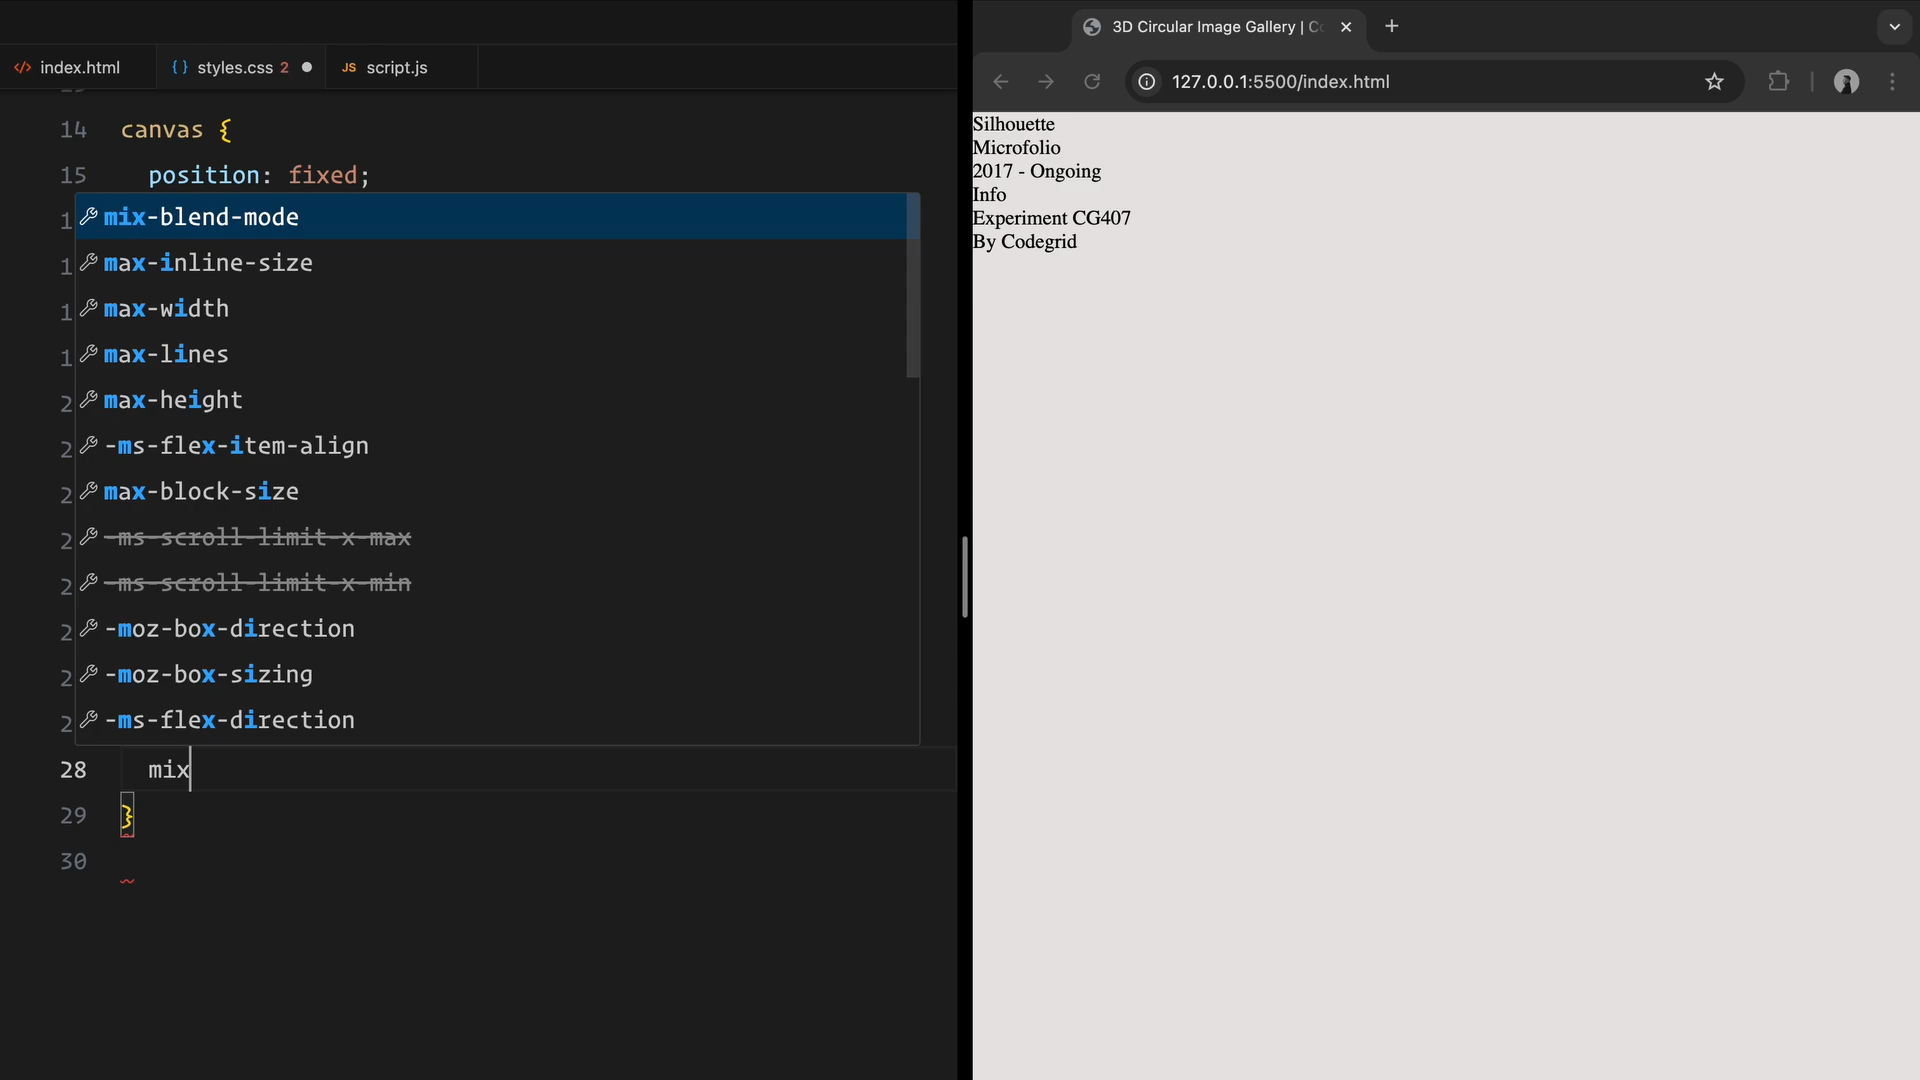 index.html
styles.css 2
JS script.js
14 canvas {
15 position: fixed;
mix-blend-mode
max-inline-size
max-width
max-lines
max-height
-ms-flex-item-align
max-block-size
-ms-scroll-limit-x-max
-ms-scroll-limit-x-min
-moz-box-direction
-moz-box-sizing
-ms-flex-direction
28 mix
29 }
30
3D Circular Image Gallery |
127.0.0.1:5500/index.html
Silhouette
Microfolio
2017 - Ongoing
Info
Experiment CG407
By Codegrid